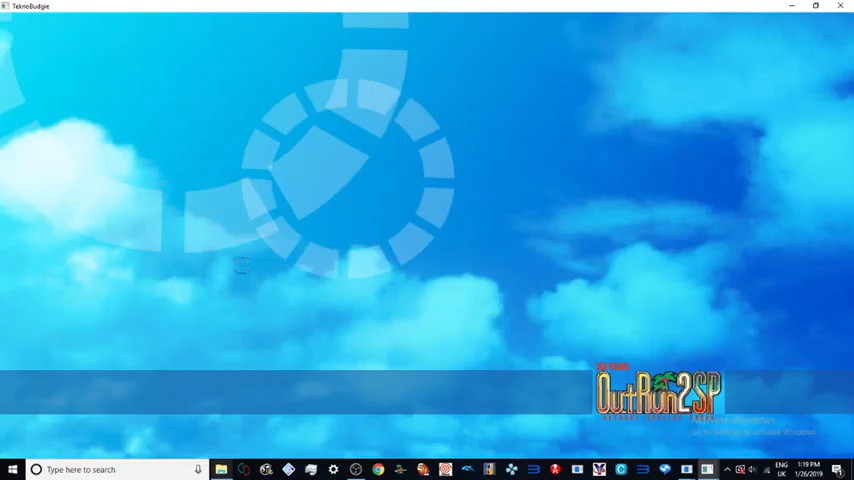 TeknoBudgie
OutRun2SP
Activate Windows
Go to Settings to activate Windows.
Type here to search
ENG
UK
1:19 PM
1/26/2019